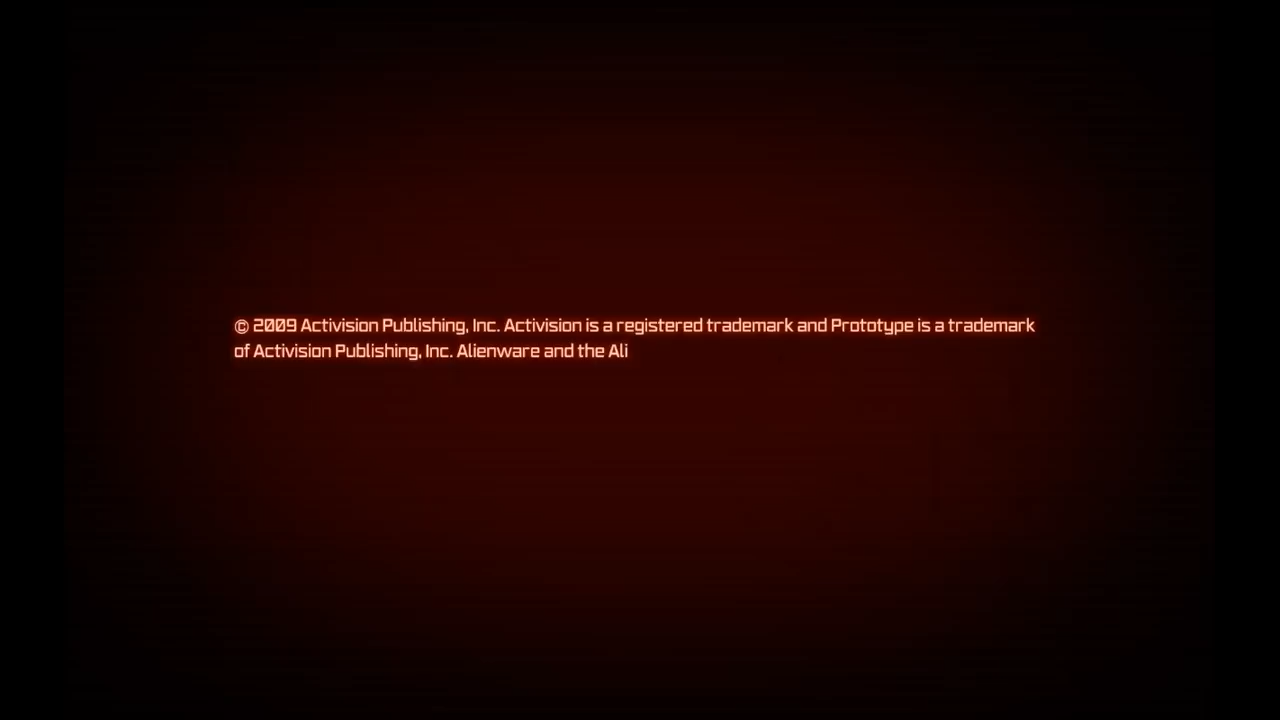 © 2009 Activision Publishing, Inc. Activision is a registered trademark and Prototype is a trademark
of Activision Publishing, Inc. Alienware and the Ali